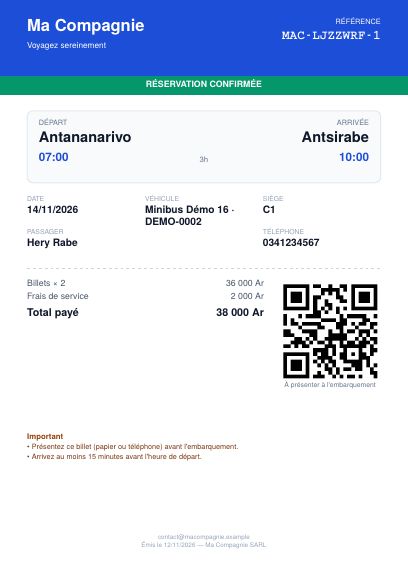 Ma Compagnie
Voyagez sereinement
RÉFÉRENCE
MAC-LJZZWRF-1
RÉSERVATION CONFIRMÉE
DÉPART
ARRIVÉE
Antananarivo
Antsirabe
07:00
3h
10:00
DATE
VÉHICULE
SIÈGE
14/11/2026
Minibus Démo 16 ·
DEMO-0002
C1
PASSAGER
TÉLÉPHONE
Hery Rabe
0341234567
Billets × 2
36 000 Ar
Frais de service
2 000 Ar
Total payé
38 000 Ar
À présenter à l'embarquement
Important
• Présentez ce billet (papier ou téléphone) avant l'embarquement.
• Arrivez au moins 15 minutes avant l'heure de départ.
contact@macompagnie.example
Émis le 12/11/2026 — Ma Compagnie SARL